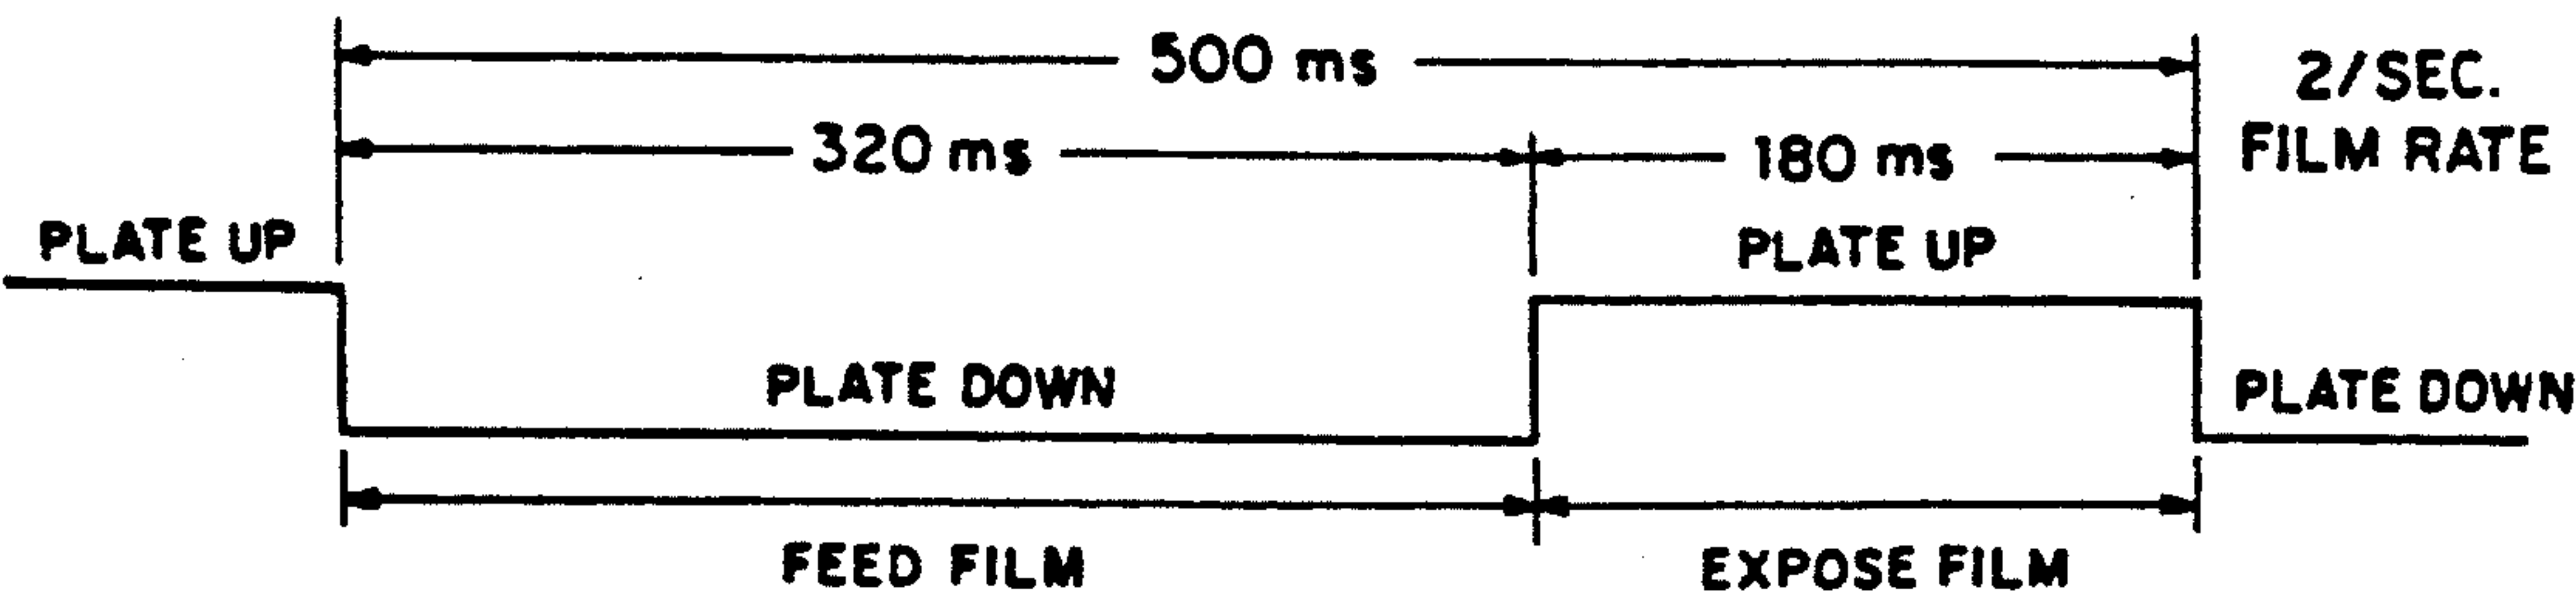 500 ms
2/SEC.
FILM RATE
320 ms
180 ms
PLATE UP
PLATE UP
PLATE DOWN
PLATE DOWN
FEED FILM
EXPOSE FILM